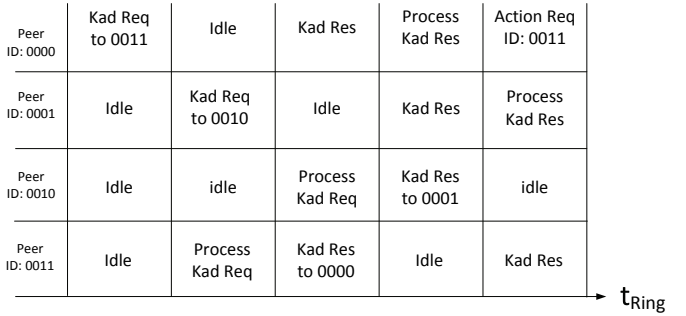 Peer
ID: 0000
Kad Req
to 0011
Idle
Kad Res
Process
Kad Res
Action Req
ID: 0011
Peer
ID: 0001
Idle
Kad Req
to 0010
Idle
Kad Res
Process
Kad Res
Peer
ID: 0010
Idle
idle
Process
Kad Req
Kad Res
to 0001
idle
Peer
ID: 0011
Idle
Process
Kad Req
Kad Res
to 0000
Idle
Kad Res
tRing